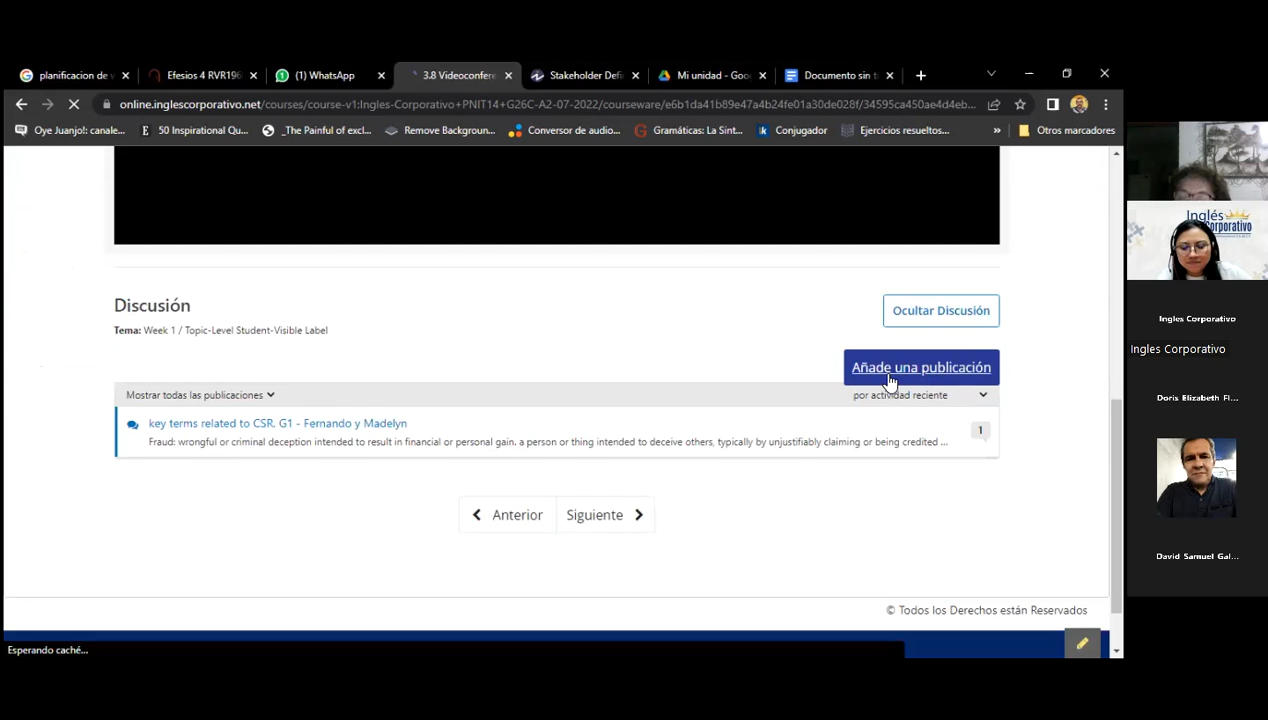 planificacion de v
Efesios 4 RVR196
(1) WhatsApp
3.8 Videoconfere
Stakeholder Defi
Mi unidad - Goo
Documento sin t
online.inglescorporativo.net/courses/course-v1:Ingles-Corporativo+PNIT14+G26C-A2-07-2022/courseware/e6b1da41b89e47a4b24fe01a30de028f/34595ca450ae4d4eb...
Oye Juanjo!: canale...
50 Inspirational Qu...
_The Painful of excl...
Remove Backgroun...
Conversor de audio...
Gramáticas: La Sint...
Conjugador
Ejercicios resueltos...
»
Otros marcadores
Discusión
Ocultar Discusión
Tema: Week 1 / Topic-Level Student-Visible Label
Añade una publicación
Mostrar todas las publicaciones
por actividad reciente
key terms related to CSR. G1 - Fernando y Madelyn
Fraud: wrongful or criminal deception intended to result in financial or personal gain. a person or thing intended to deceive others, typically by unjustifiably claiming or being credited ...
1
Anterior
Siguiente
© Todos los Derechos están Reservados
Esperando caché...
Inglés
Corporativo
Ingles Corporativo
Ingles Corporativo
Doris Elizabeth Fl...
David Samuel Gal...